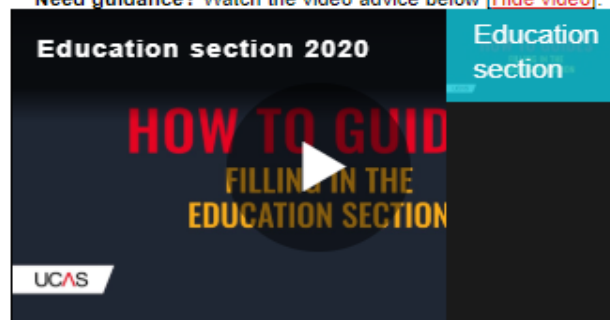 Need guidance? Watch the video advice below [Hide video].
Education section 2020
Education
section
HOW TO GUID
FILLING IN THE
EDUCATION SECTION
UCAS